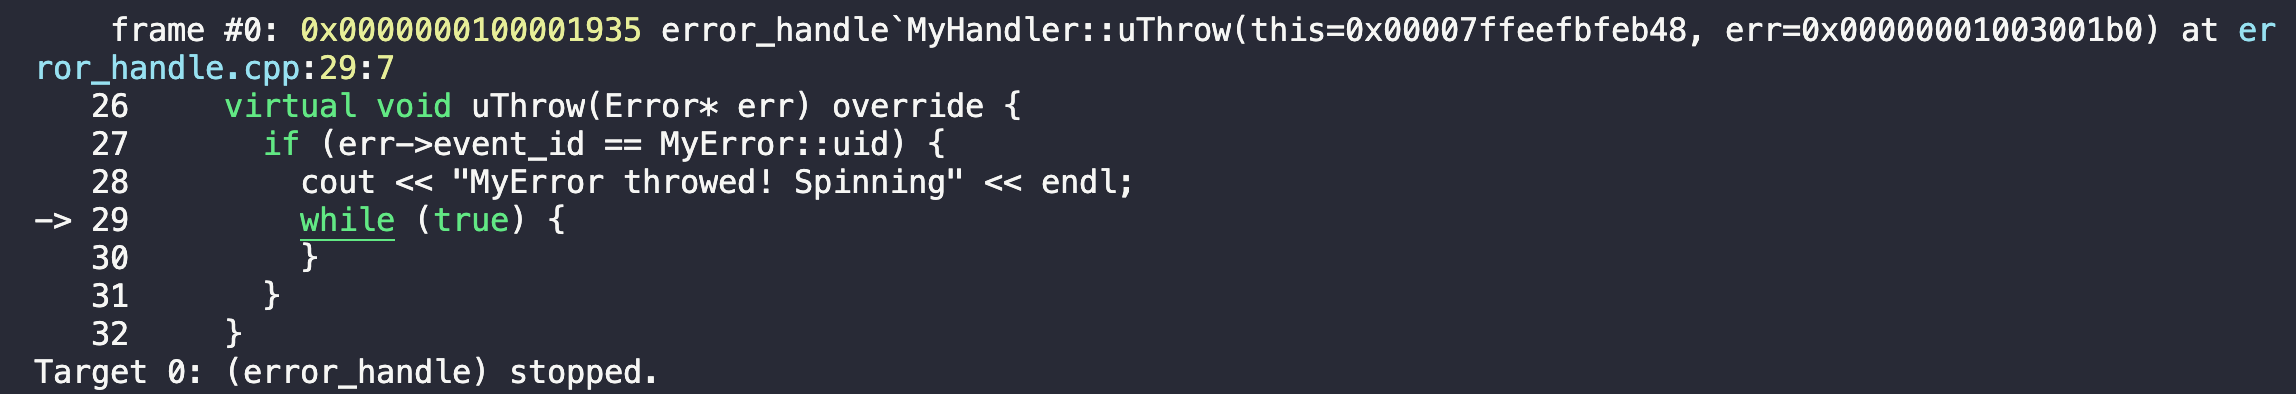 frame #0: 0x0000000100001935 error_handle`MyHandler::uThrow(this=0x00007ffeefbfeb48, err=0x00000001003001b0) at er
ror_handle.cpp:29:7
   26     virtual void uThrow(Error* err) override {
   27       if (err->event_id == MyError::uid) {
   28         cout << "MyError throwed! Spinning" << endl;
-> 29         while (true) {
   30         }
   31       }
   32     }
Target 0: (error_handle) stopped.